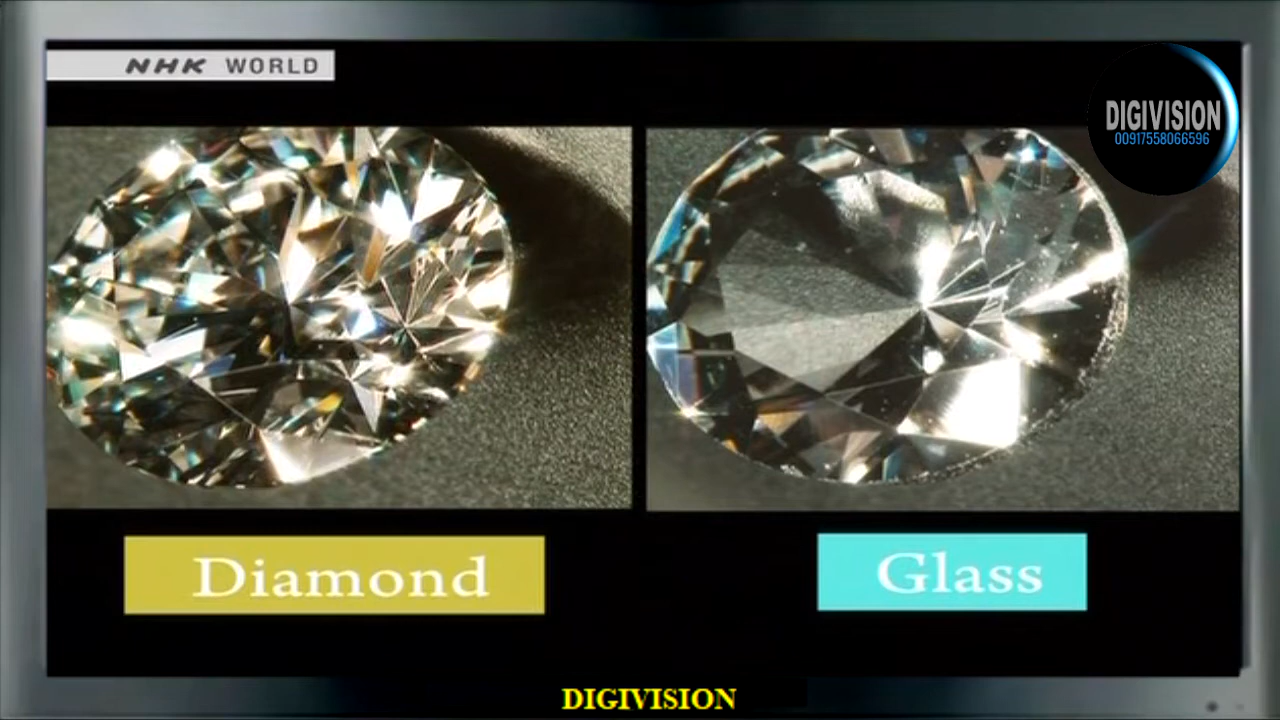 NHK WORLD
DIGIVISION
00917558066596
Diamond
Glass
DIGIVISION